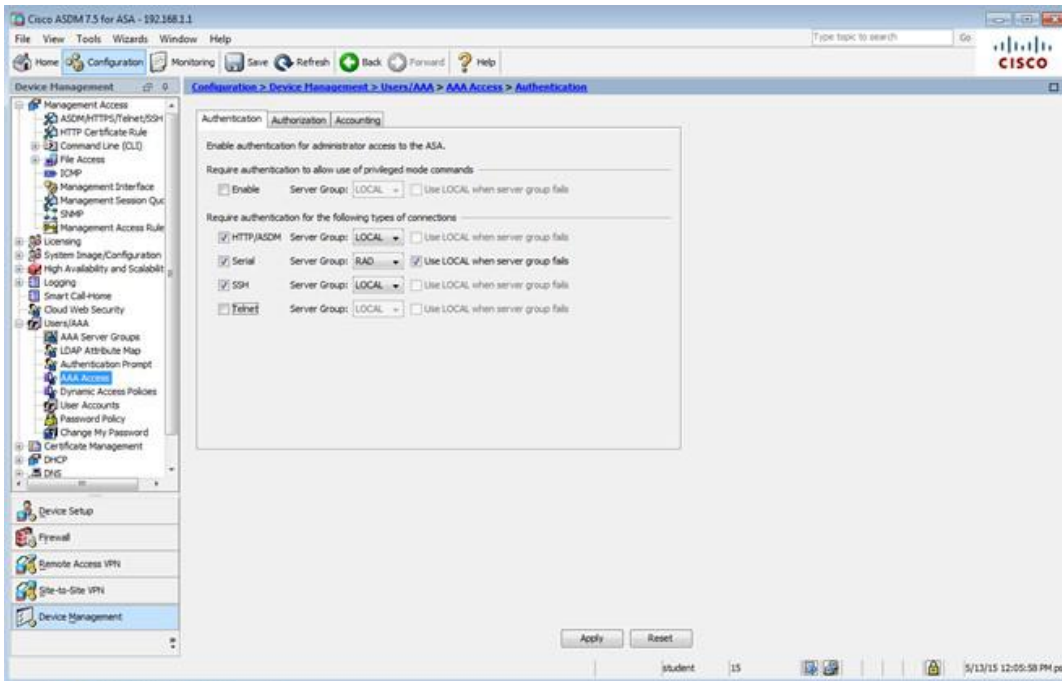 Cisco ASDM 7.5 for ASA - 192.168.1.1
File View Tools Wizards Window Help
Type topic to search Go
Home Configuration Monitoring Save Refresh Back Forward Help
CISCO
Device Management
Configuration > Device Management > Users/AAA > AAA Access > Authentication
Management Access
ASDM/HTTPS/Telnet/SSH
HTTP Certificate Rule
Command Line (CLI)
File Access
ICMP
Management Interface
Management Session Quo
SNMP
Management Access Rule
Licensing
System Image/Configuration
High Availability and Scalabilit
Logging
Smart Call-Home
Cloud Web Security
Users/AAA
AAA Server Groups
LDAP Attribute Map
Authentication Prompt
AAA Access
Dynamic Access Policies
User Accounts
Password Policy
Change My Password
Certificate Management
DHCP
DNS
Device Setup
Firewall
Remote Access VPN
Site-to-Site VPN
Device Management
Authentication Authorization Accounting
Enable authentication for administrator access to the ASA.
Require authentication to allow use of privileged mode commands
Enable Server Group: LOCAL Use LOCAL when server group fails
Require authentication for the following types of connections
HTTP/ASDM Server Group: LOCAL Use LOCAL when server group fails
Serial Server Group: RAD Use LOCAL when server group fails
SSH Server Group: LOCAL Use LOCAL when server group fails
Telnet Server Group: LOCAL Use LOCAL when server group fails
Apply Reset
student 15 5/13/15 12:05:58 PM